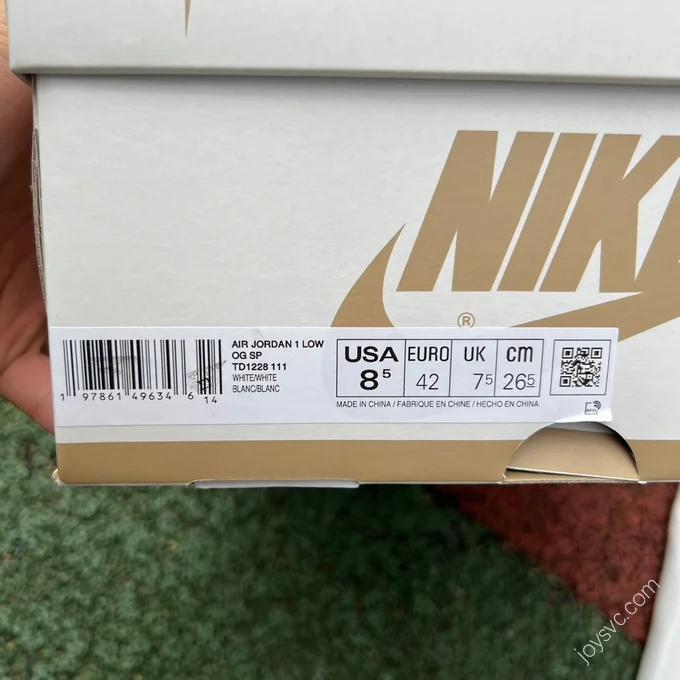 NIKE
®
AIR JORDAN 1 LOW
OG SP
TD1228 111
WHITE/WHITE
BLANC/BLANC
1 97861 49634 6 14
USA EURO UK cm
8⁵ 42 7⁵ 26⁵
MADE IN CHINA / FABRIQUE EN CHINE / HECHO EN CHINA
RFID
joysvc.com